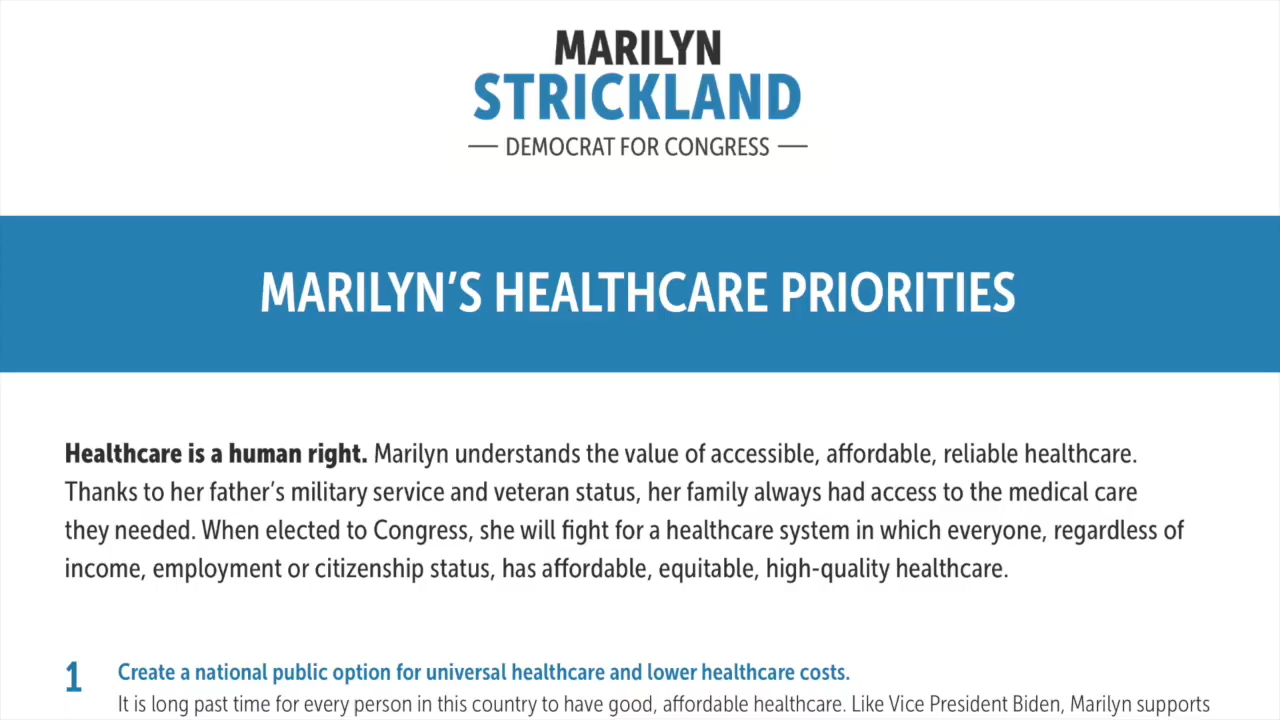 MARILYN
STRICKLAND
— DEMOCRAT FOR CONGRESS —
MARILYN’S HEALTHCARE PRIORITIES
Healthcare is a human right. Marilyn understands the value of accessible, affordable, reliable healthcare.
Thanks to her father’s military service and veteran status, her family always had access to the medical care
they needed. When elected to Congress, she will fight for a healthcare system in which everyone, regardless of
income, employment or citizenship status, has affordable, equitable, high-quality healthcare.
1 Create a national public option for universal healthcare and lower healthcare costs.
It is long past time for every person in this country to have good, affordable healthcare. Like Vice President Biden, Marilyn supports